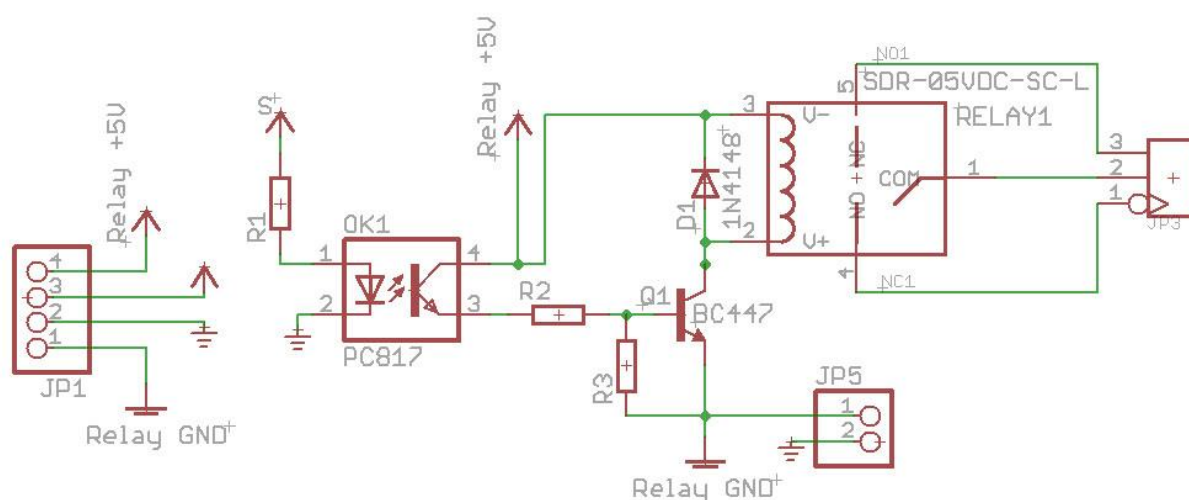 Relay +5V
4
3
2
1
JP1
Relay GND
S
R1
OK1
1
2
4
3
PC817
Relay +5V
R2
R3
Q1
BC447
D1
1N4148
3
V-
2
V+
NO1
5
SDR-05VDC-SC-L
RELAY1
NC
NO
COM
1
4
NC1
3
2
1
JP3
JP5
1
2
Relay GND